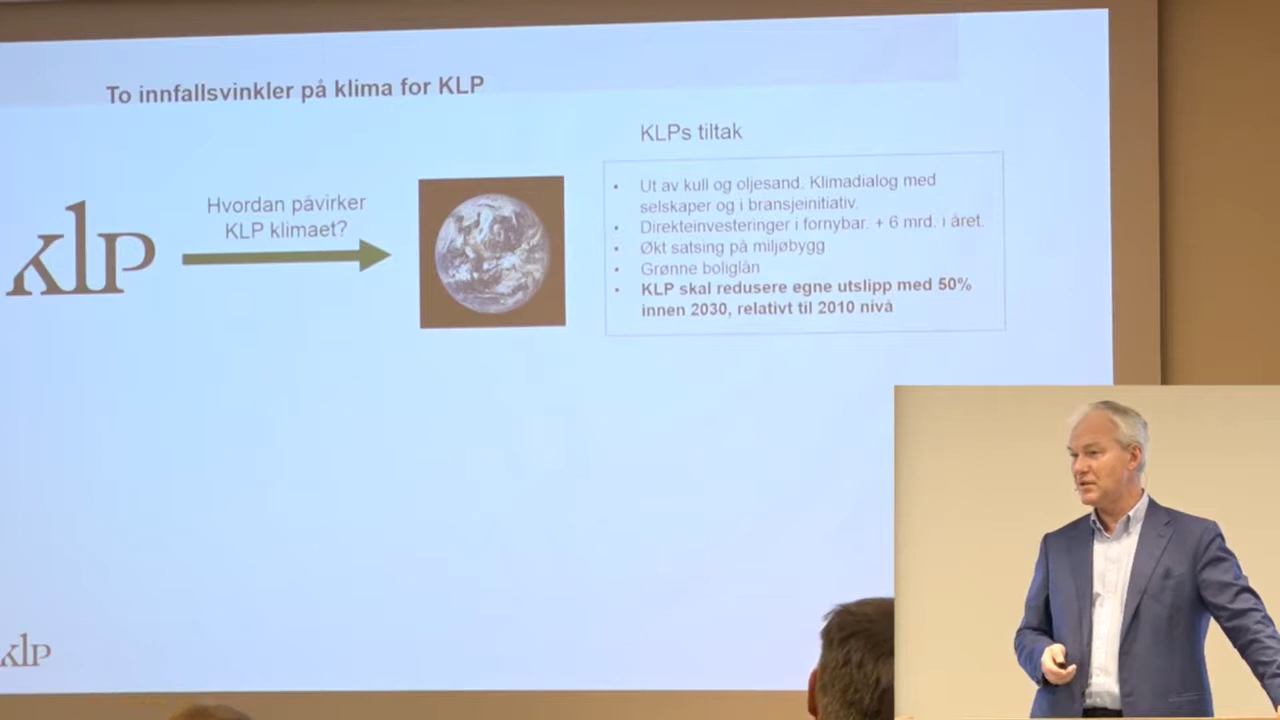 To innfallsvinkler på klima for KLP
KLPs tiltak
klp
Hvordan påvirker
KLP klimaet?
• Ut av kull og oljesand. Klimadialog med
selskaper og i bransjeinitiativ.
• Direkteinvesteringer i fornybar. + 6 mrd. i året.
• Økt satsing på miljøbygg
• Grønne boliglån
• KLP skal redusere egne utslipp med 50%
innen 2030, relativt til 2010 nivå
klp